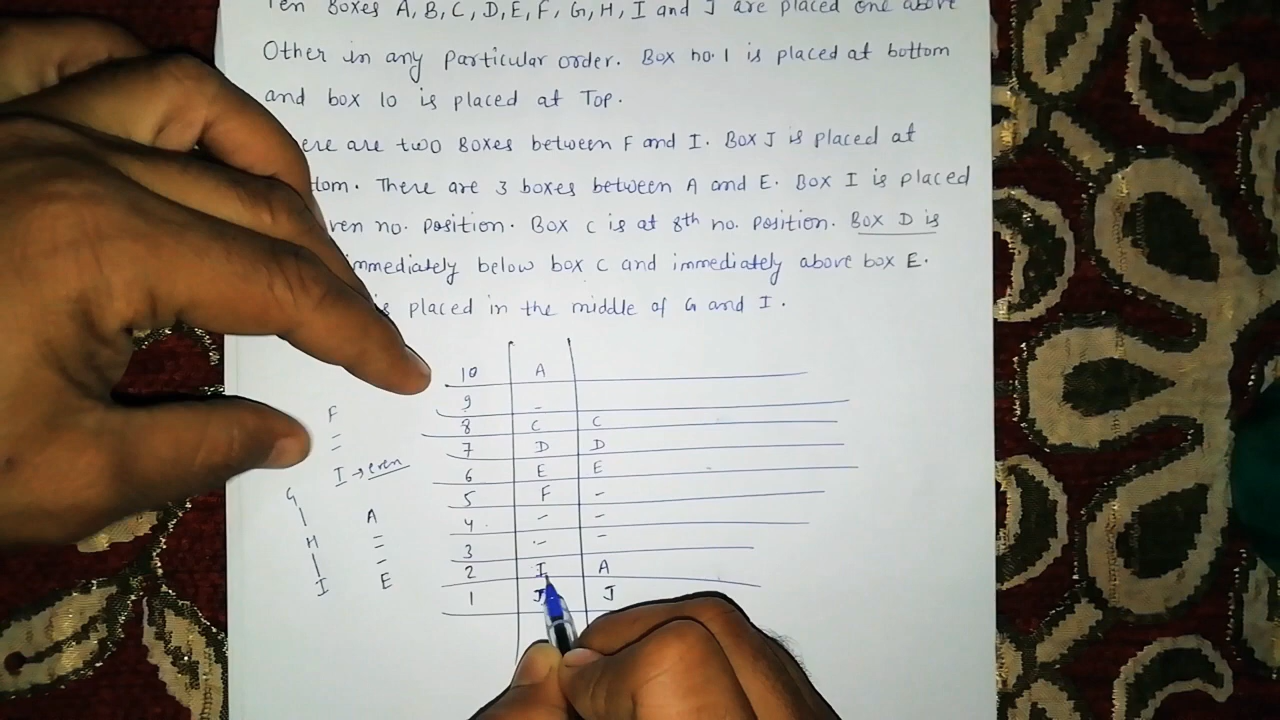 Ten Boxes A, B, C, D, E, F, G, H, I and J are placed one above
Other in any particular order. Box no. 1 is placed at bottom
and box 10 is placed at Top.
ere are two Boxes between F and I. Box J is placed at
tom. There are 3 boxes between A and E. Box I is placed
ven no. position. Box C is at 8th no. position. Box D is
immediately below box C and immediately above box E.
is placed in the middle of G and I.
10 A
9 -
8 C C
7 D D
6 E E
5 F -
4 - -
3 - -
2 I A
1 J J
F
-
-
I → even
G
|
H
|
I
A
-
-
-
E